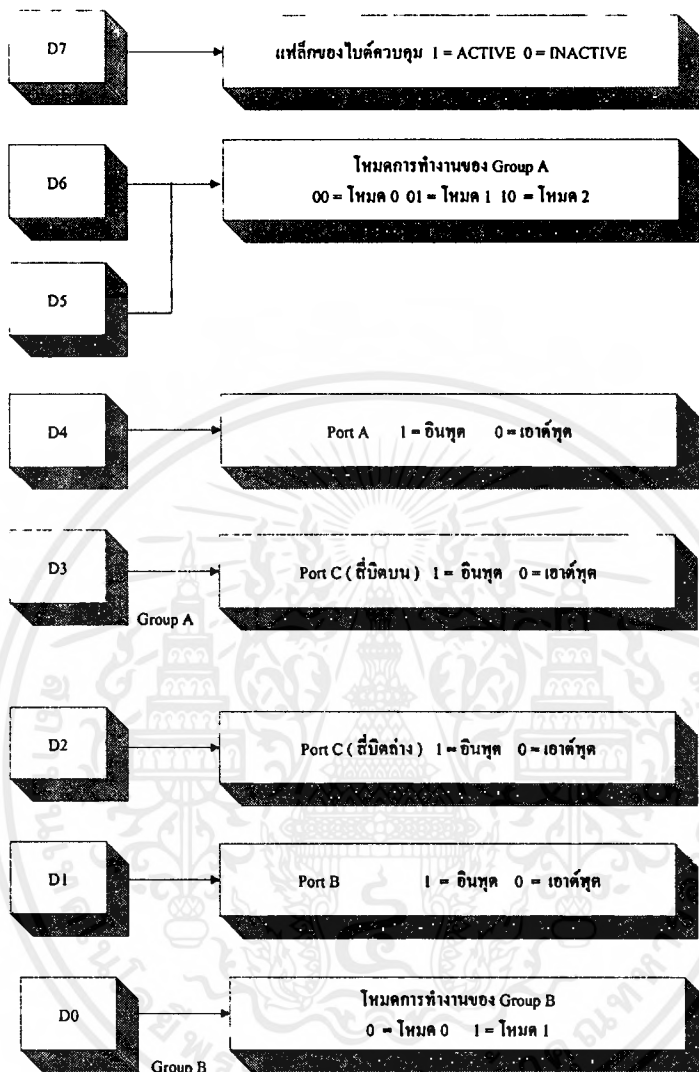 D7
แฟล็กของไบต์ควบคุม 1 = ACTIVE 0 = INACTIVE
D6
โหมดการทำงานของ Group A
00 = โหมด 0 01 = โหมด 1 10 = โหมด 2
D5
D4
Port A 1 = อินพุต 0 = เอาต์พุต
D3
Port C ( สี่บิตบน ) 1 = อินพุต 0 = เอาต์พุต
Group A
D2
Port C ( สี่บิตล่าง ) 1 = อินพุต 0 = เอาต์พุต
D1
Port B 1 = อินพุต 0 = เอาต์พุต
D0
โหมดการทำงานของ Group B
0 = โหมด 0 1 = โหมด 1
Group B